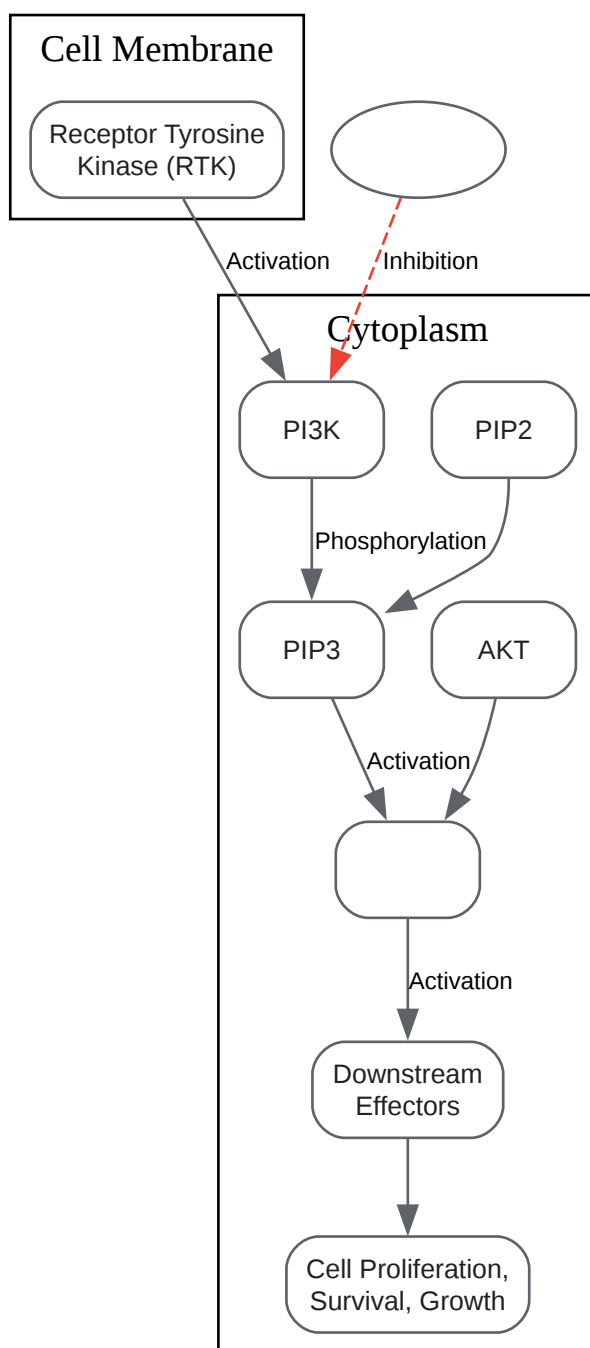 Cell Membrane
Receptor Tyrosine
Kinase (RTK)
Activation
Inhibition
Cytoplasm
PI3K
PIP2
Phosphorylation
PIP3
AKT
Activation
Activation
Downstream
Effectors
Cell Proliferation,
Survival, Growth